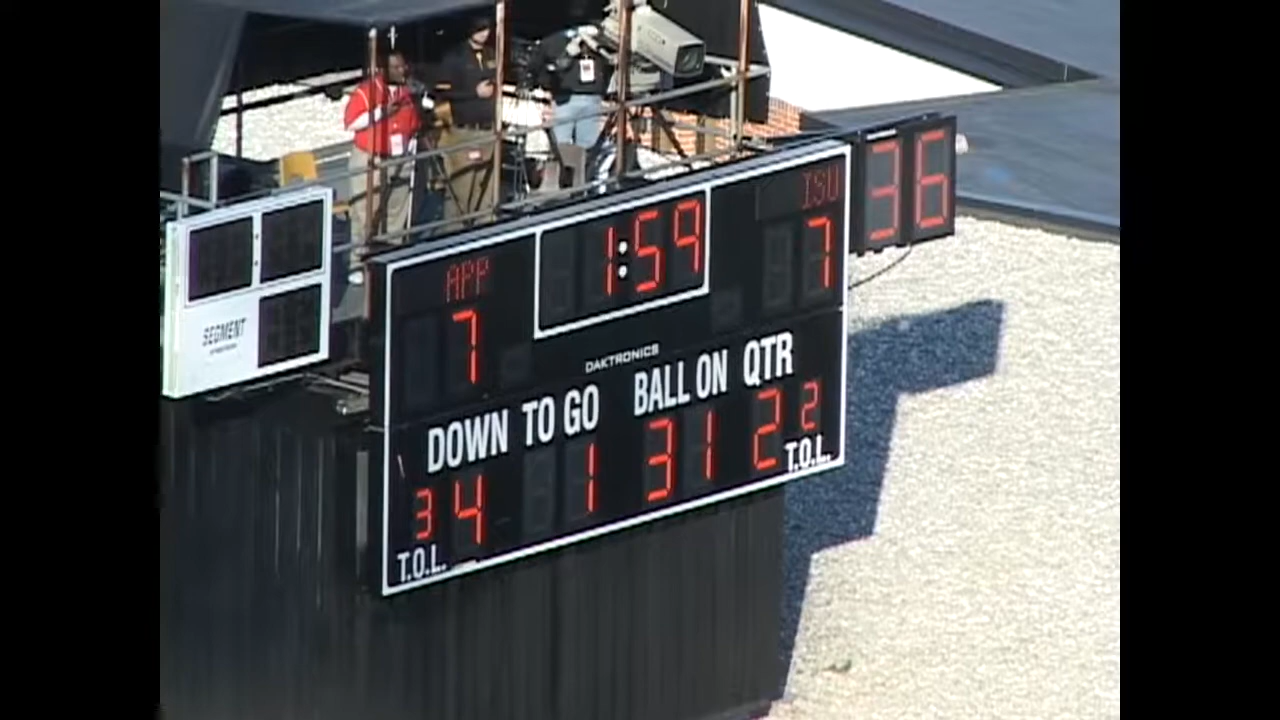 ISU 36
APP 1:59 7
7
DAKTRONICS
DOWN TO GO BALL ON QTR
3 4 1 31 2 2
T.O.L. T.O.L.
SEGMENT